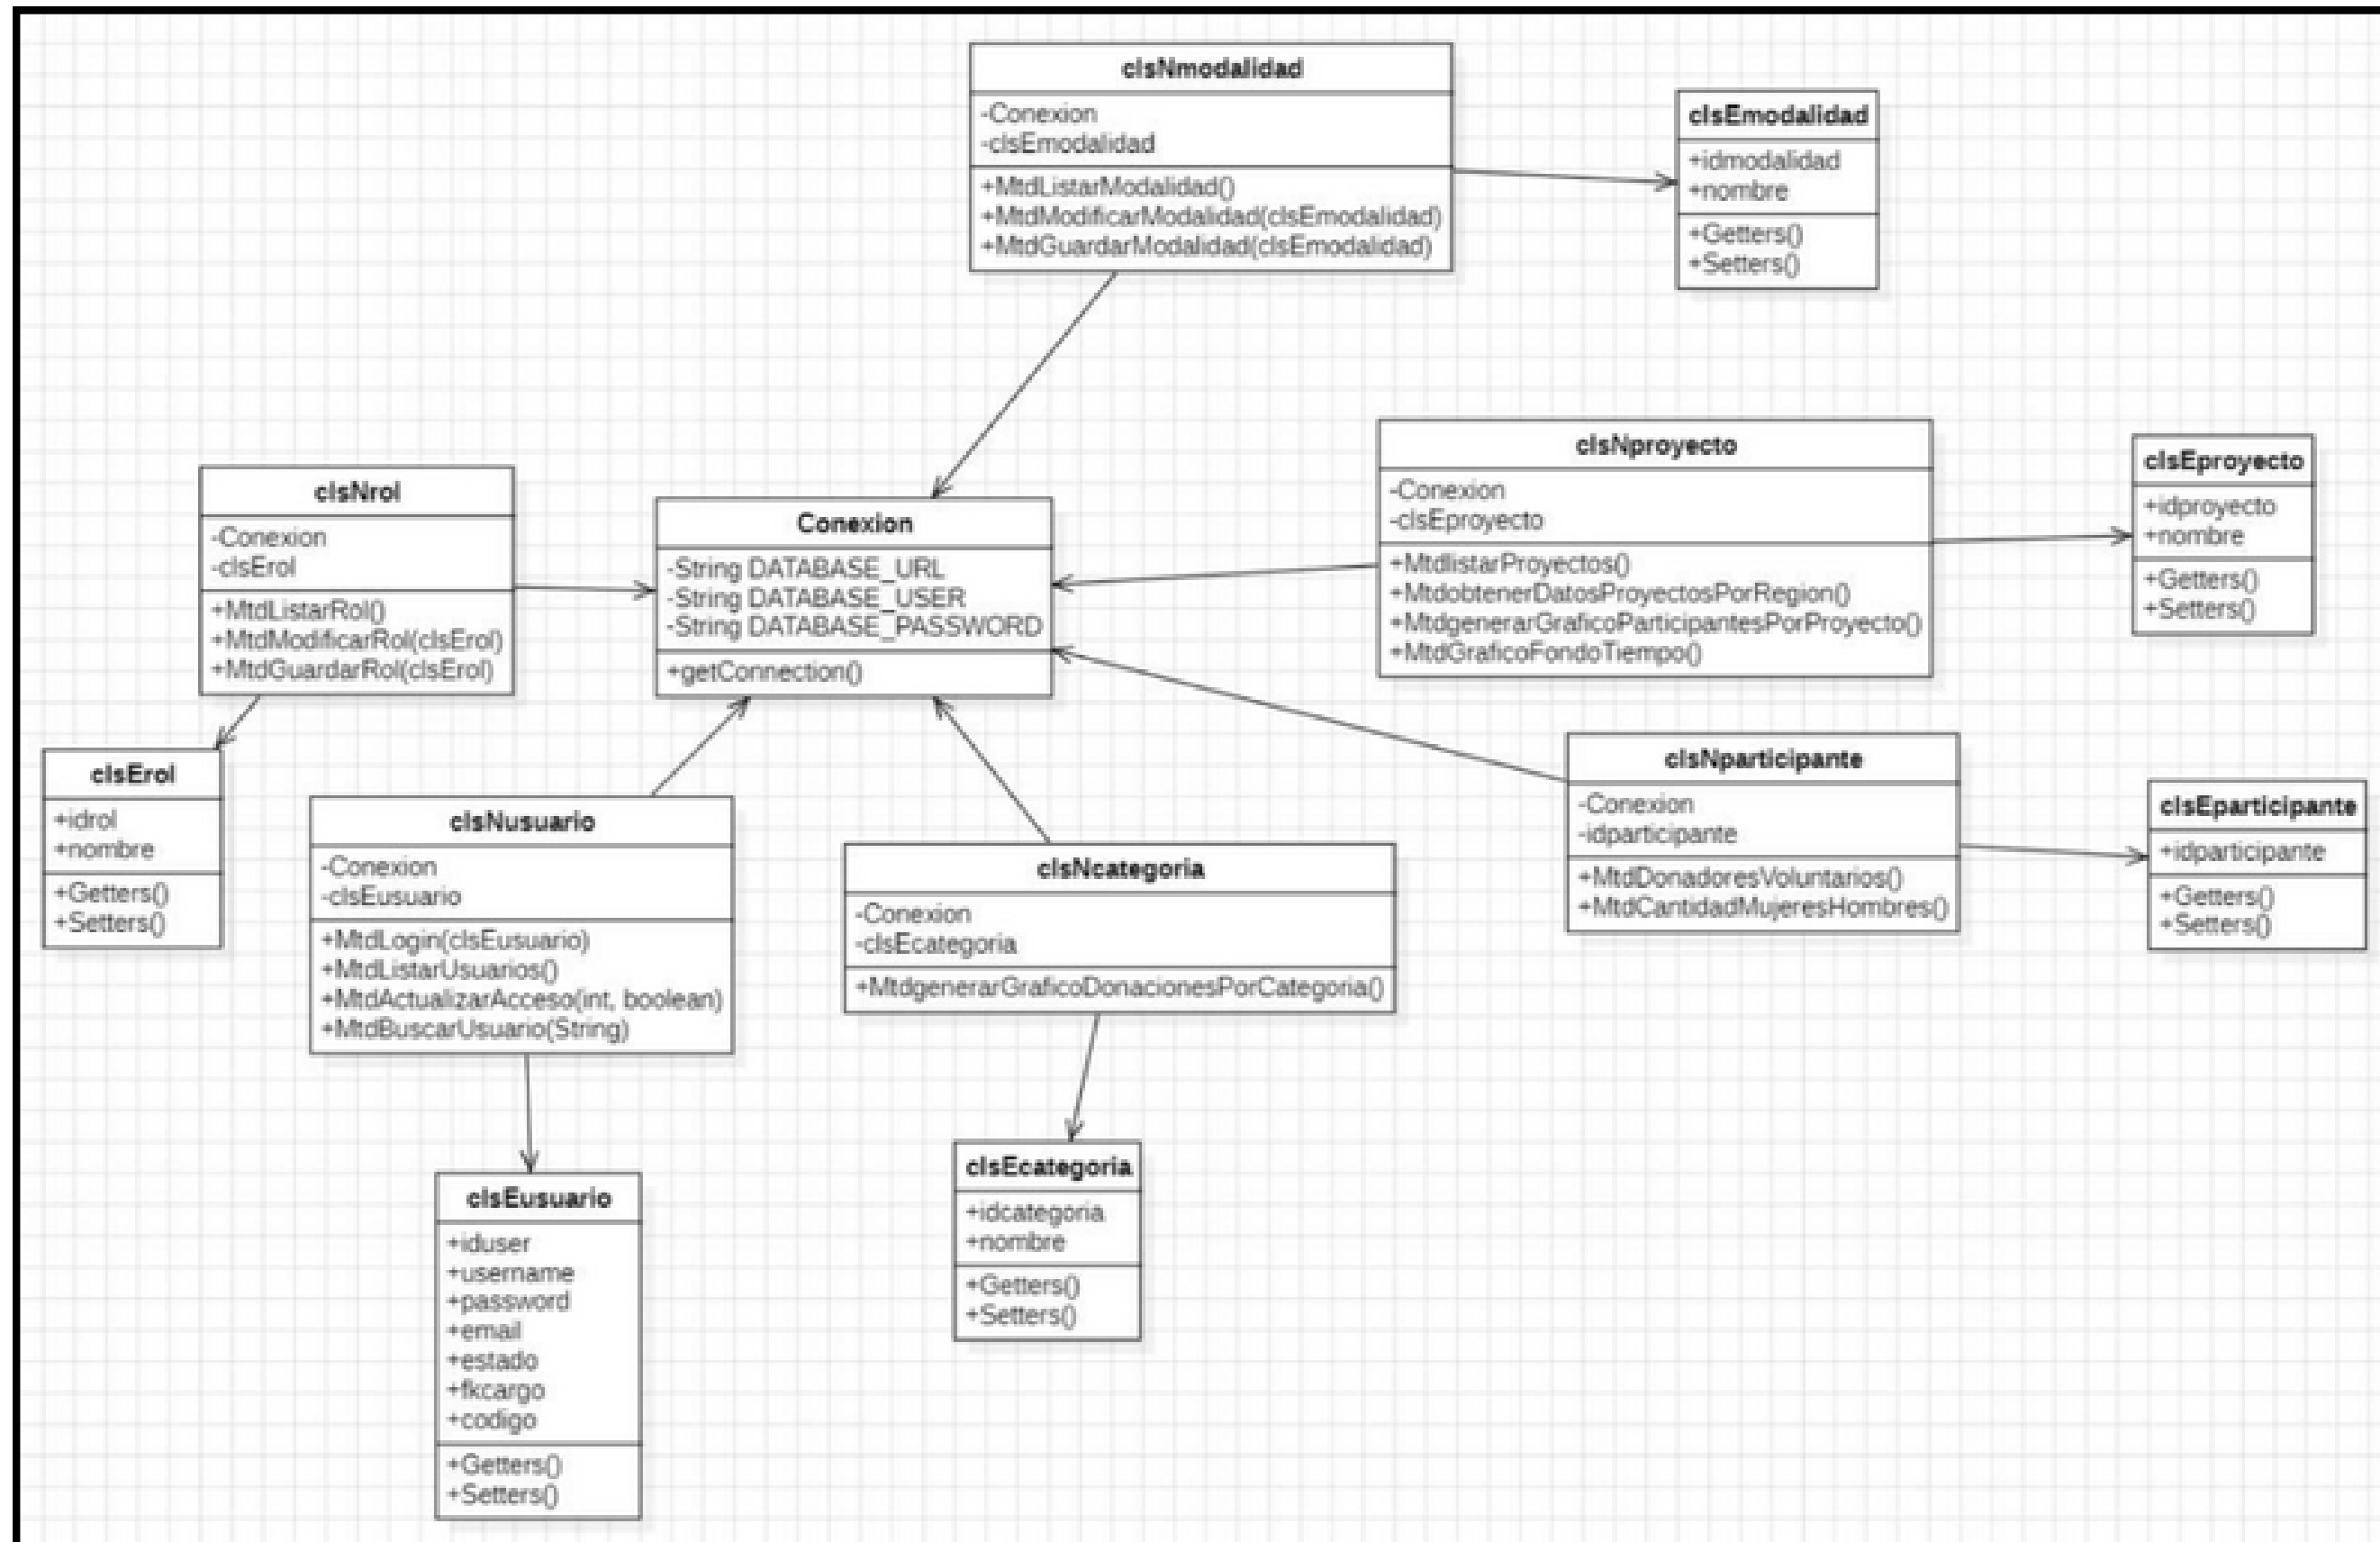 clsNmodalidad
-Conexion
-clsEmodalidad
+MtdListarModalidad()
+MtdModificarModalidad(clsEmodalidad)
+MtdGuardarModalidad(clsEmodalidad)
clsEmodalidad
+idmodalidad
+nombre
+Getters()
+Setters()
clsNrol
-Conexion
-clsErol
+MtdListarRol()
+MtdModificarRol(clsErol)
+MtdGuardarRol(clsErol)
Conexion
-String DATABASE_URL
-String DATABASE_USER
-String DATABASE_PASSWORD
+getConnection()
clsNproyecto
-Conexion
-clsEproyecto
+MtdlistarProyectos()
+MtdobtenerDatosProyectosPorRegion()
+MtdgenerarGraficoParticipantesPorProyecto()
+MtdGraficoFondoTiempo()
clsEproyecto
+idproyecto
+nombre
+Getters()
+Setters()
clsErol
+idrol
+nombre
+Getters()
+Setters()
clsNusuario
-Conexion
-clsEusuario
+MtdLogin(clsEusuario)
+MtdListarUsuarios()
+MtdActualizarAcceso(int, boolean)
+MtdBuscarUsuario(String)
clsNcategoria
-Conexion
-clsEcategoria
+MtdgenerarGraficoDonacionesPorCategoria()
clsNparticipante
-Conexion
-idparticipante
+MtdDonadoresVoluntarios()
+MtdCantidadMujeresHombres()
clsEparticipante
+idparticipante
+Getters()
+Setters()
clsEusuario
+iduser
+username
+password
+email
+estado
+fkcargo
+codigo
+Getters()
+Setters()
clsEcategoria
+idcategoria
+nombre
+Getters()
+Setters()